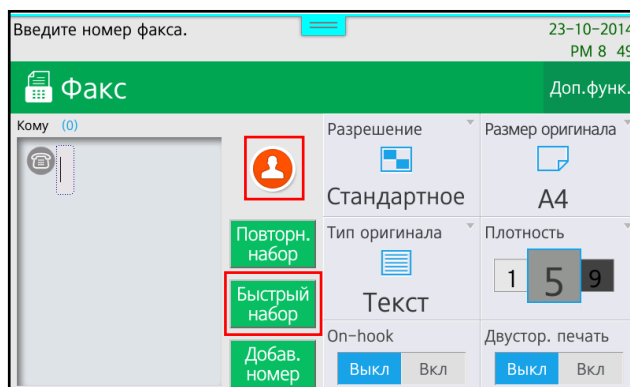 Введите номер факса.
23-10-2014
PM 8 49
Факс
Доп.функ.
Кому (0)
Повторн.
набор
Быстрый
набор
Добав.
номер
Разрешение
Стандартное
Размер оригинала
A4
Тип оригинала
Текст
Плотность
1 5 9
On-hook
Выкл Вкл
Двустор. печать
Выкл Вкл